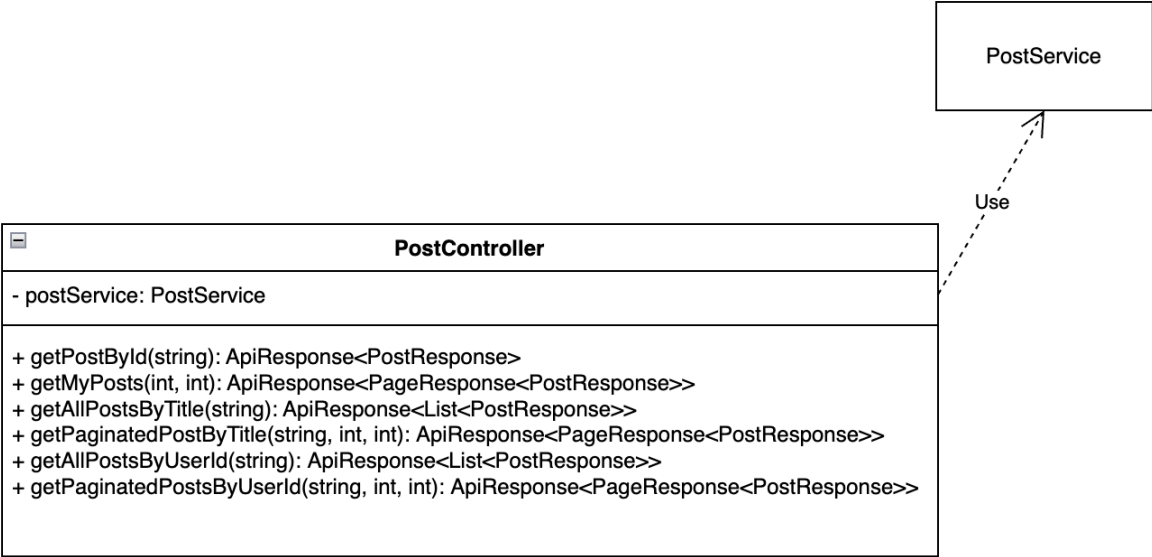 PostService
Use
PostController
- postService: PostService
+ getPostById(string): ApiResponse<PostResponse>
+ getMyPosts(int, int): ApiResponse<PageResponse<PostResponse>>
+ getAllPostsByTitle(string): ApiResponse<List<PostResponse>>
+ getPaginatedPostByTitle(string, int, int): ApiResponse<PageResponse<PostResponse>>
+ getAllPostsByUserId(string): ApiResponse<List<PostResponse>>
+ getPaginatedPostsByUserId(string, int, int): ApiResponse<PageResponse<PostResponse>>